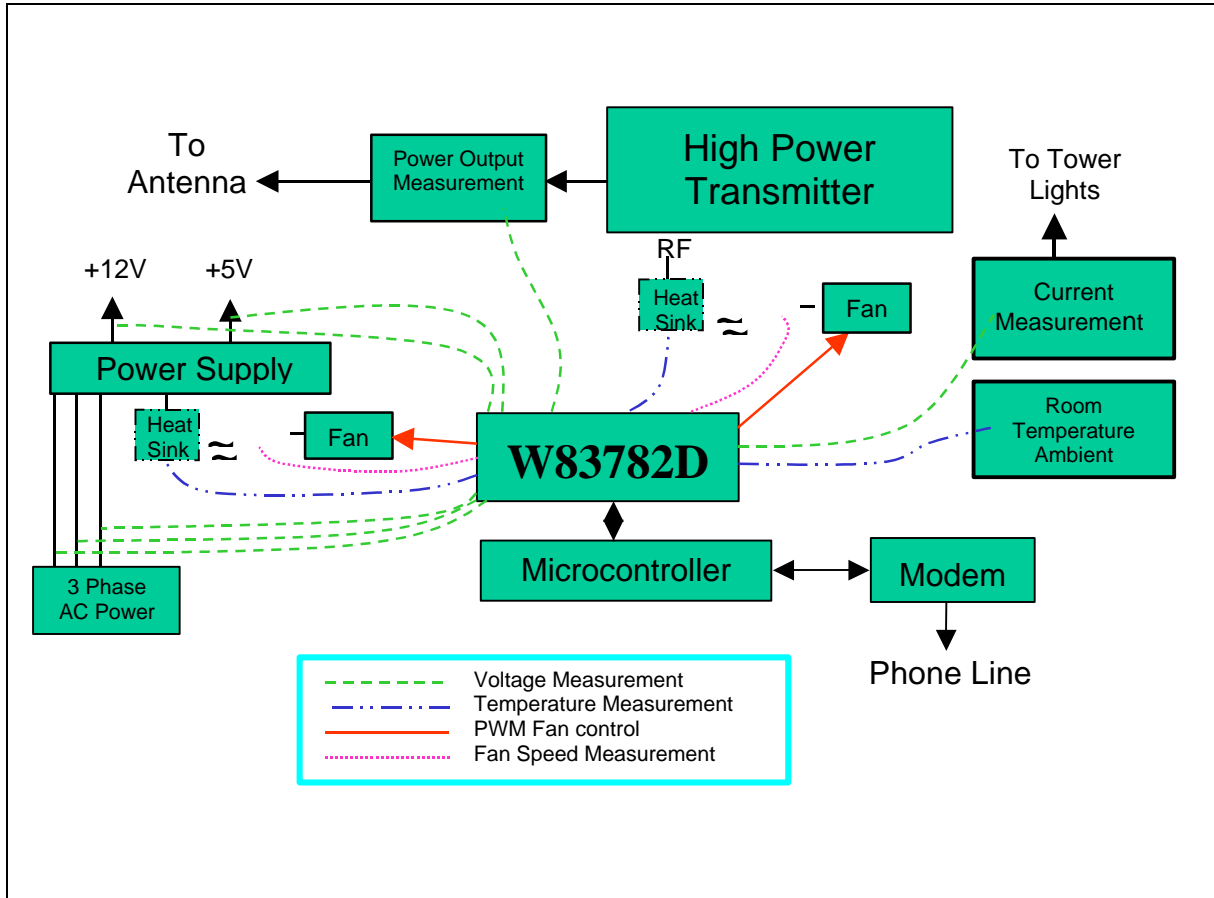 To
Antenna
Power Output
Measurement
High Power
Transmitter
To Tower
Lights
RF
+12V
+5V
Heat
Sink
≈
Fan
Current
Measurement
Power Supply
Heat
Sink
≈
Fan
W83782D
Room
Temperature
Ambient
Microcontroller
Modem
3 Phase
AC Power
Phone Line
Voltage Measurement
Temperature Measurement
PWM Fan control
Fan Speed Measurement